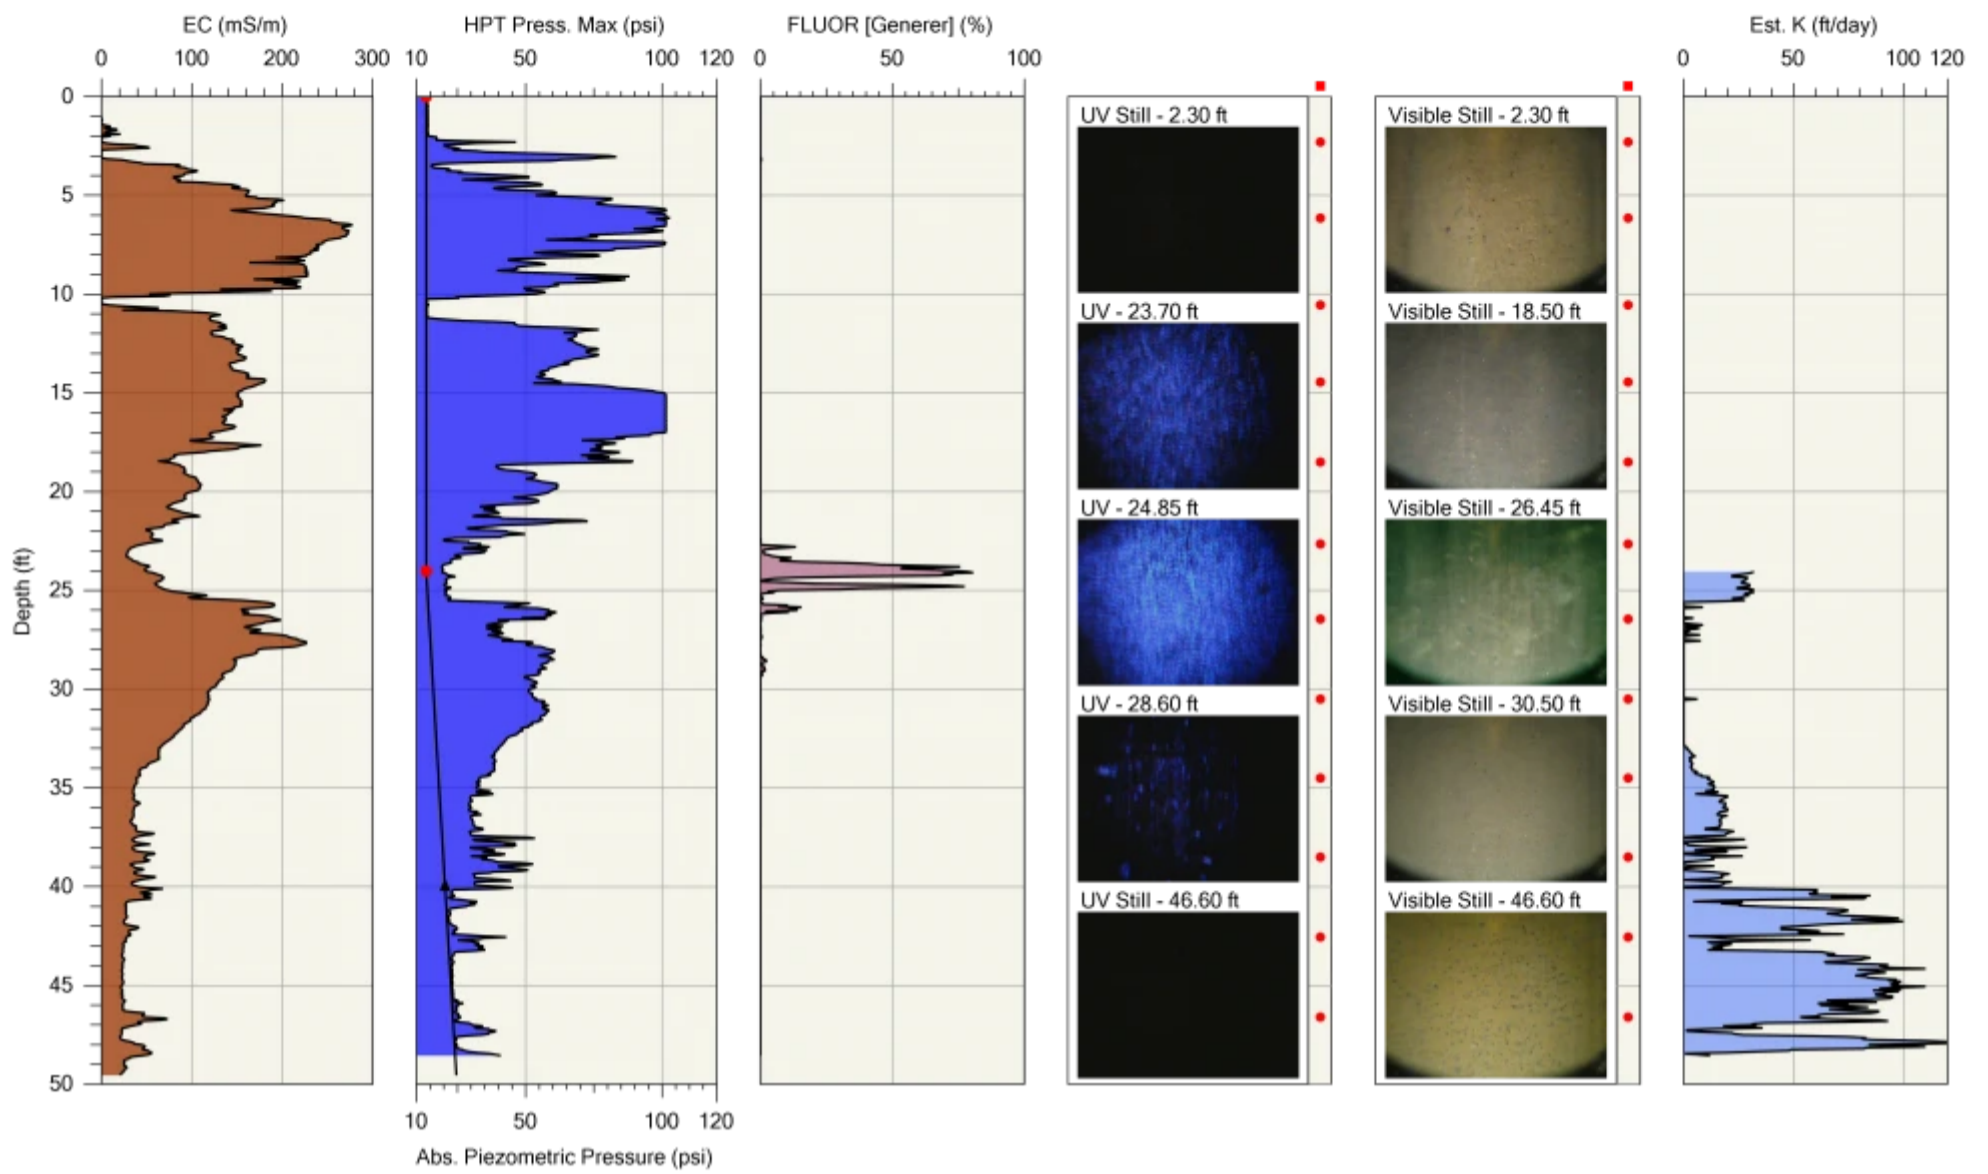 EC (mS/m)
HPT Press. Max (psi)
FLUOR [Generer] (%)
Est. K (ft/day)
0 100 200 300
10 50 100 120
0 50 100
0 50 100 120
Depth (ft)
0
5
10
15
20
25
30
35
40
45
50
UV Still - 2.30 ft
UV - 23.70 ft
UV - 24.85 ft
UV - 28.60 ft
UV Still - 46.60 ft
Visible Still - 2.30 ft
Visible Still - 18.50 ft
Visible Still - 26.45 ft
Visible Still - 30.50 ft
Visible Still - 46.60 ft
10 50 100 120
Abs. Piezometric Pressure (psi)